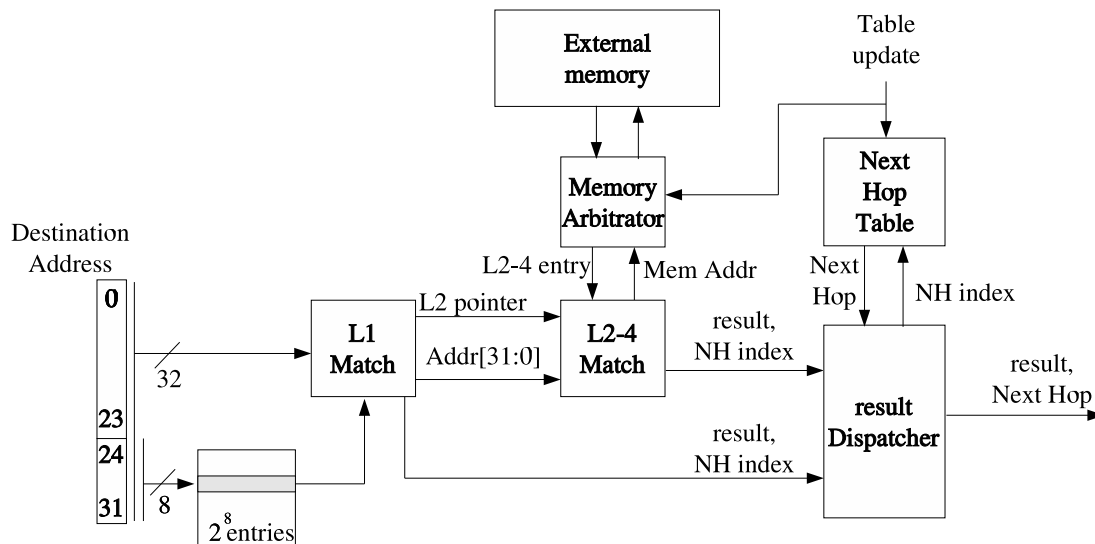 External
memory
Table
update
Memory
Arbitrator
Next
Hop
Table
Destination
Address
L2-4 entry
Mem Addr
Next
Hop
NH index
0
23
24
31
32
8
L1
Match
L2 pointer
Addr[31:0]
L2-4
Match
result,
NH index
result,
NH index
result
Dispatcher
result,
Next Hop
2^8 entries